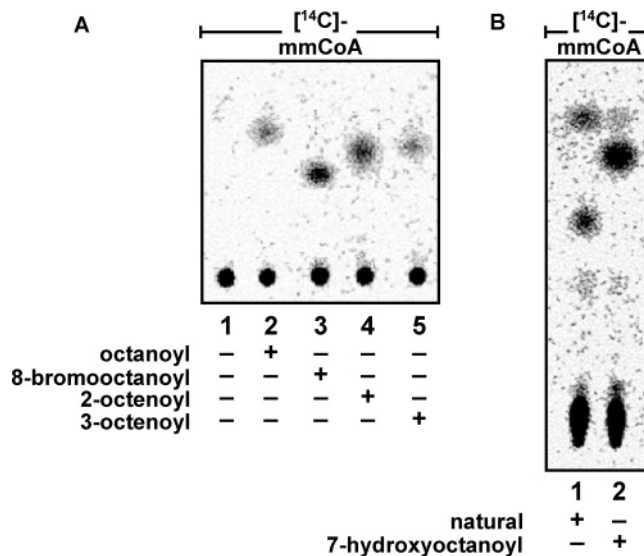 A
[¹⁴C]-
mmCoA
1 2 3 4 5
octanoyl – + – – –
8-bromooctanoyl – – + – –
2-octenoyl – – – + –
3-octenoyl – – – – +
B
[¹⁴C]-
mmCoA
1 2
natural + –
7-hydroxyoctanoyl – +